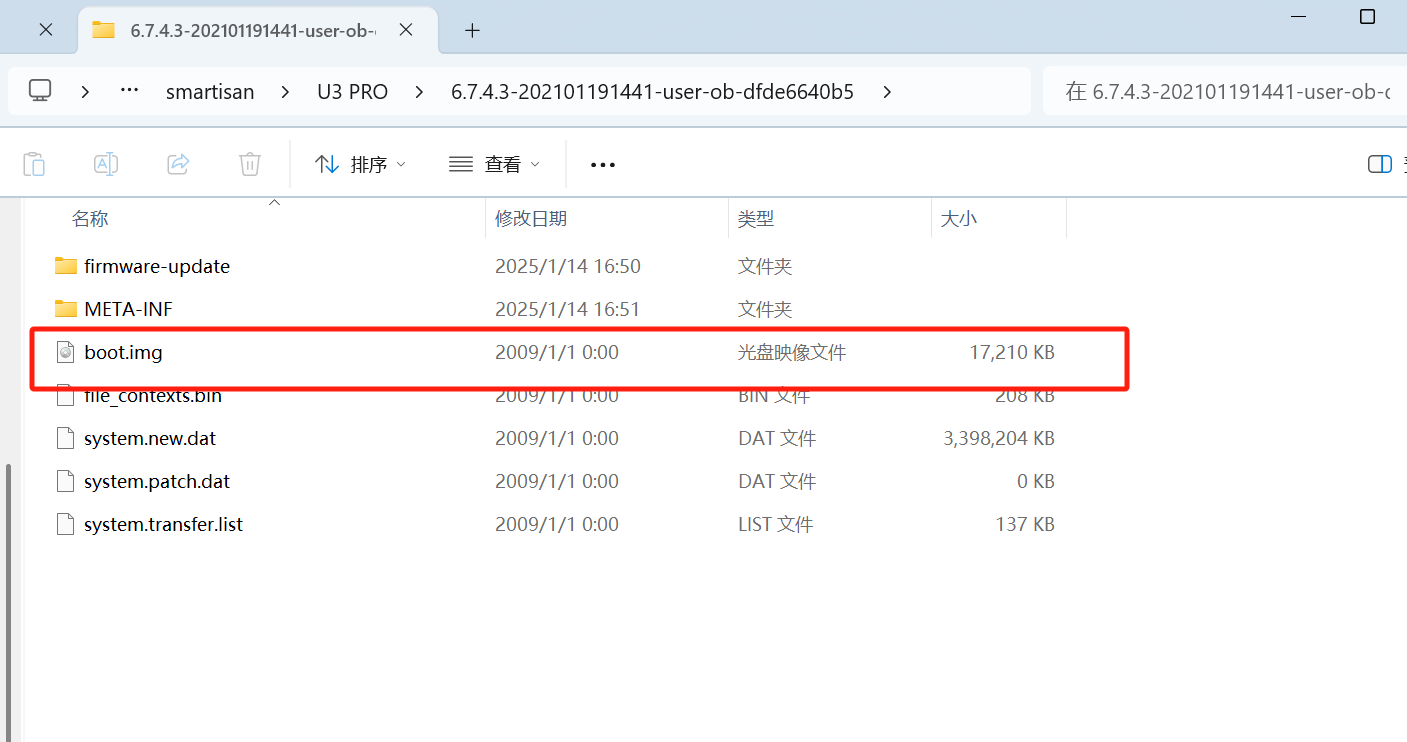 6.7.4.3-202101191441-user-ob-
smartisan U3 PRO 6.7.4.3-202101191441-user-ob-dfde6640b5 在 6.7.4.3-202101191441-user-ob-d
排序 查看
名称 修改日期 类型 大小
firmware-update 2025/1/14 16:50 文件夹
META-INF 2025/1/14 16:51 文件夹
boot.img 2009/1/1 0:00 光盘映像文件 17,210 KB
file_contexts.bin 2009/1/1 0:00 BIN 文件 208 KB
system.new.dat 2009/1/1 0:00 DAT 文件 3,398,204 KB
system.patch.dat 2009/1/1 0:00 DAT 文件 0 KB
system.transfer.list 2009/1/1 0:00 LIST 文件 137 KB